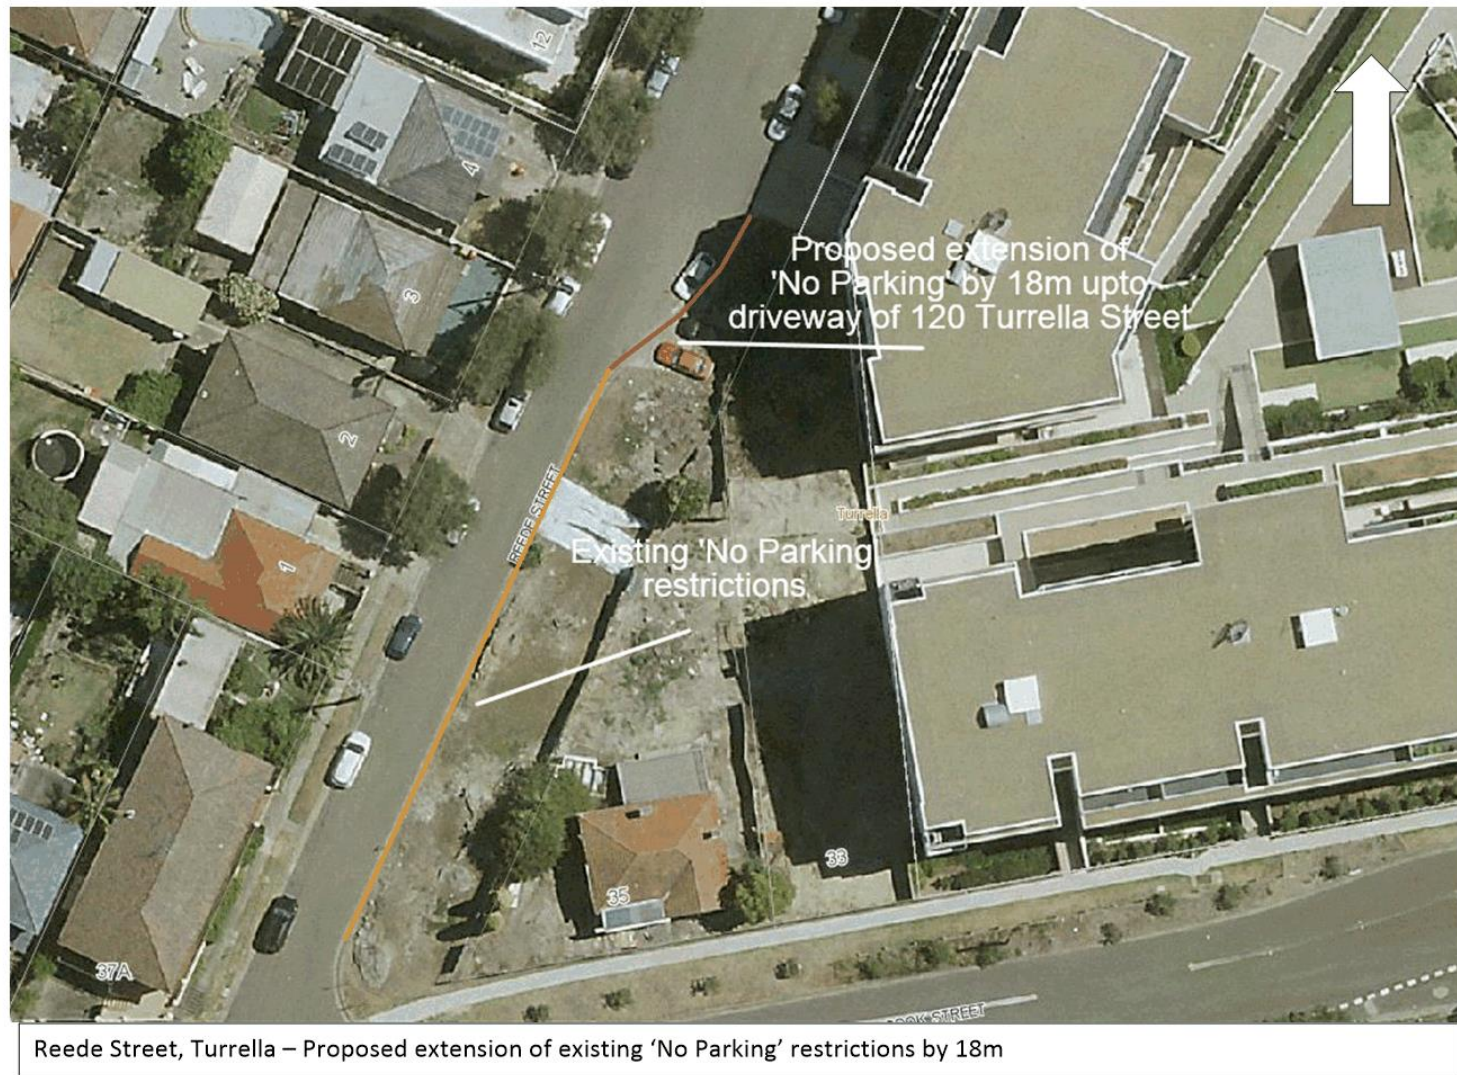 12
4
Proposed extension of
'No Parking by 18m upto
driveway of 120 Turrella Street
3
2
REEDE STREET
Turrella
Existing 'No Parking
restrictions
1
33
35
37A
STREET
Reede Street, Turrella – Proposed extension of existing ‘No Parking’ restrictions by 18m